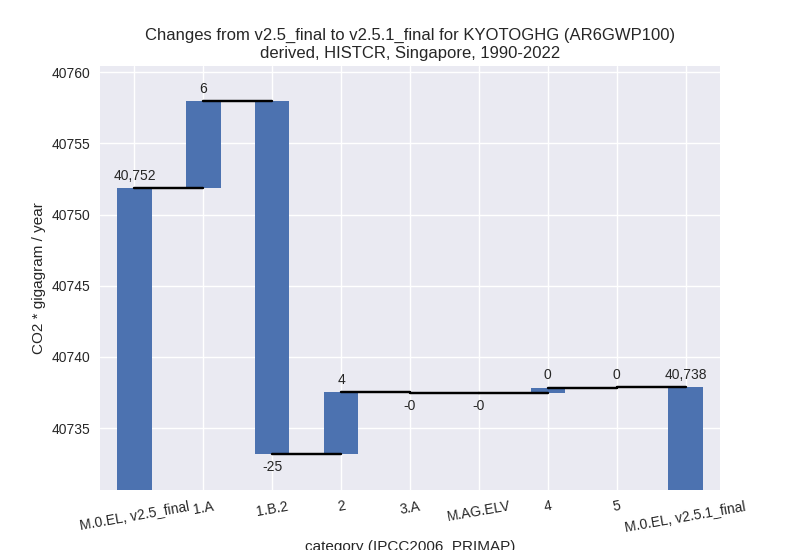 Changes from v2.5_final to v2.5.1_final for KYOTOGHG (AR6GWP100)
derived, HISTCR, Singapore, 1990-2022
CO2 * gigagram / year
40760
40755
40750
40745
40740
40735
40,752
6
-25
4
-0
-0
0
0
40,738
M.0.EL, v2.5_final
1.A
1.B.2
2
3.A
M.AG.ELV
4
5
M.0.EL, v2.5.1_final
category (IPCC2006_PRIMAP)